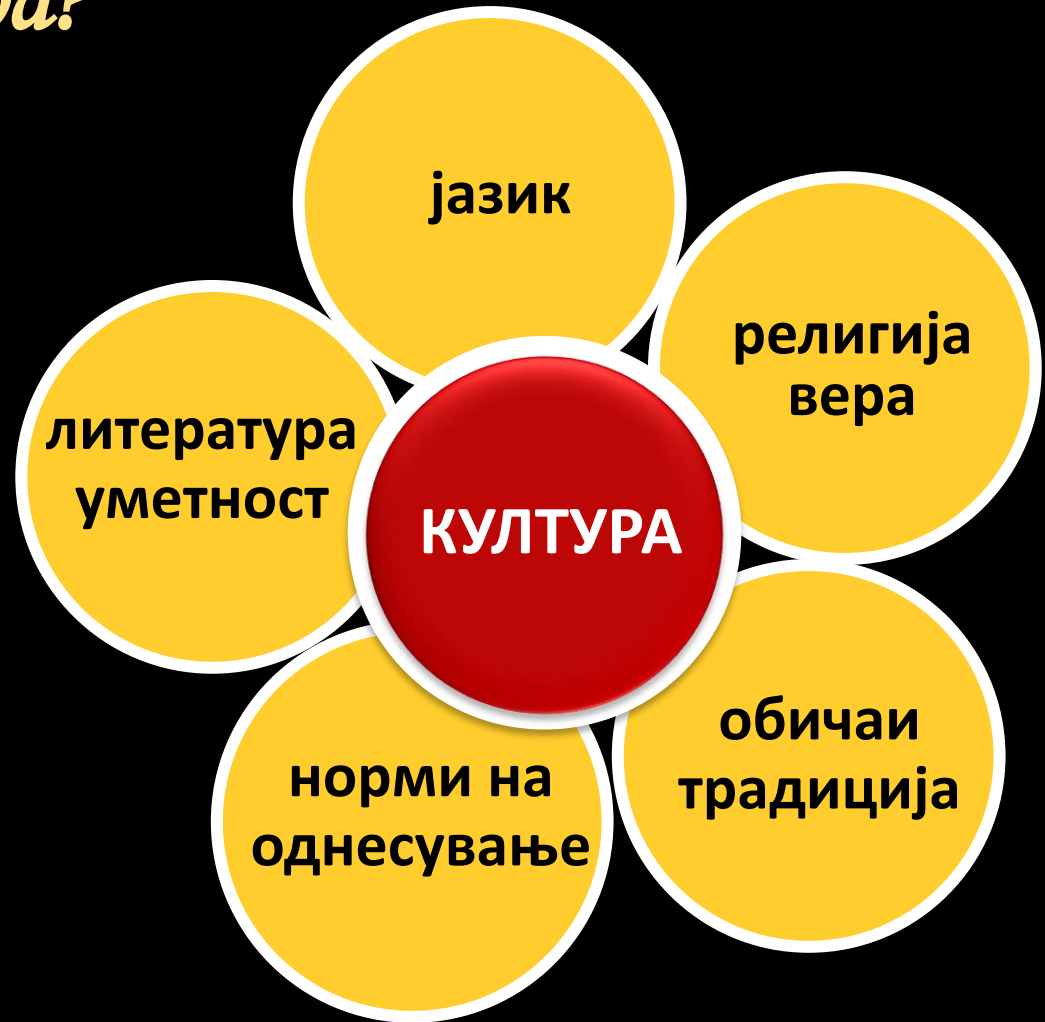 јазик
религија
вера
литература
уметност
КУЛТУРА
обичаи
традиција
норми на
однесување